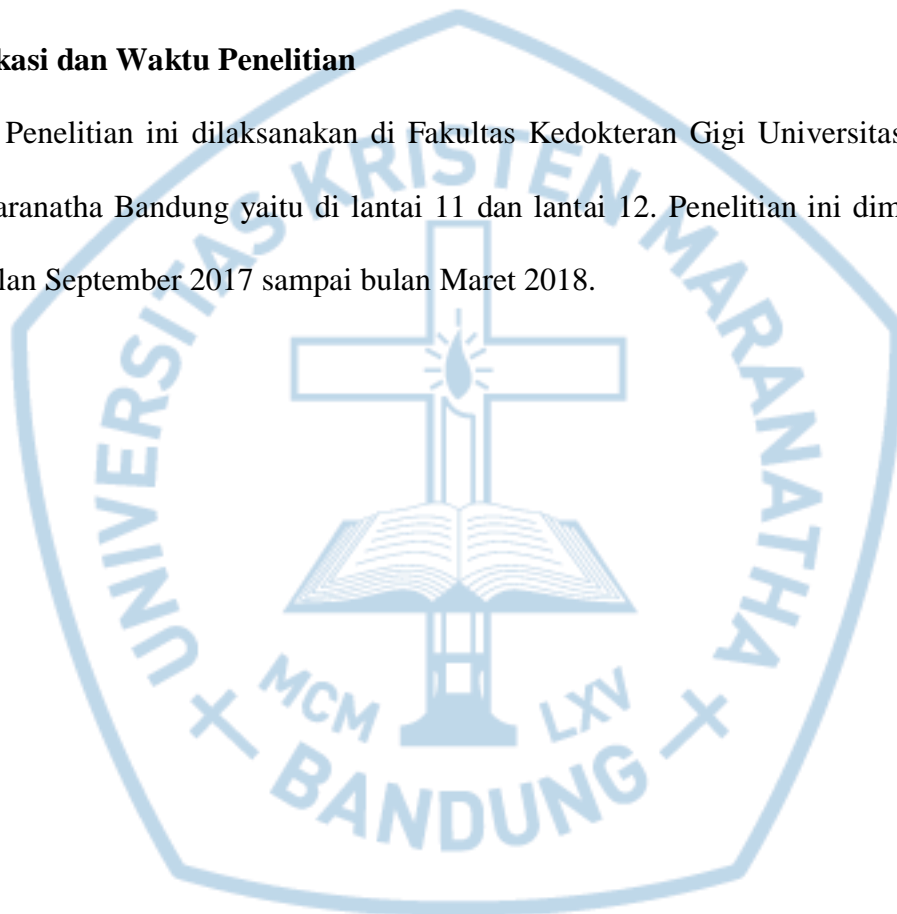 kasi dan Waktu Penelitian
Penelitian ini dilaksanakan di Fakultas Kedokteran Gigi Universitas
aranatha Bandung yaitu di lantai 11 dan lantai 12. Penelitian ini dim
lan September 2017 sampai bulan Maret 2018.
UNIVERSITAS KRISTEN MARANATHA
MCM LXV
BANDUNG